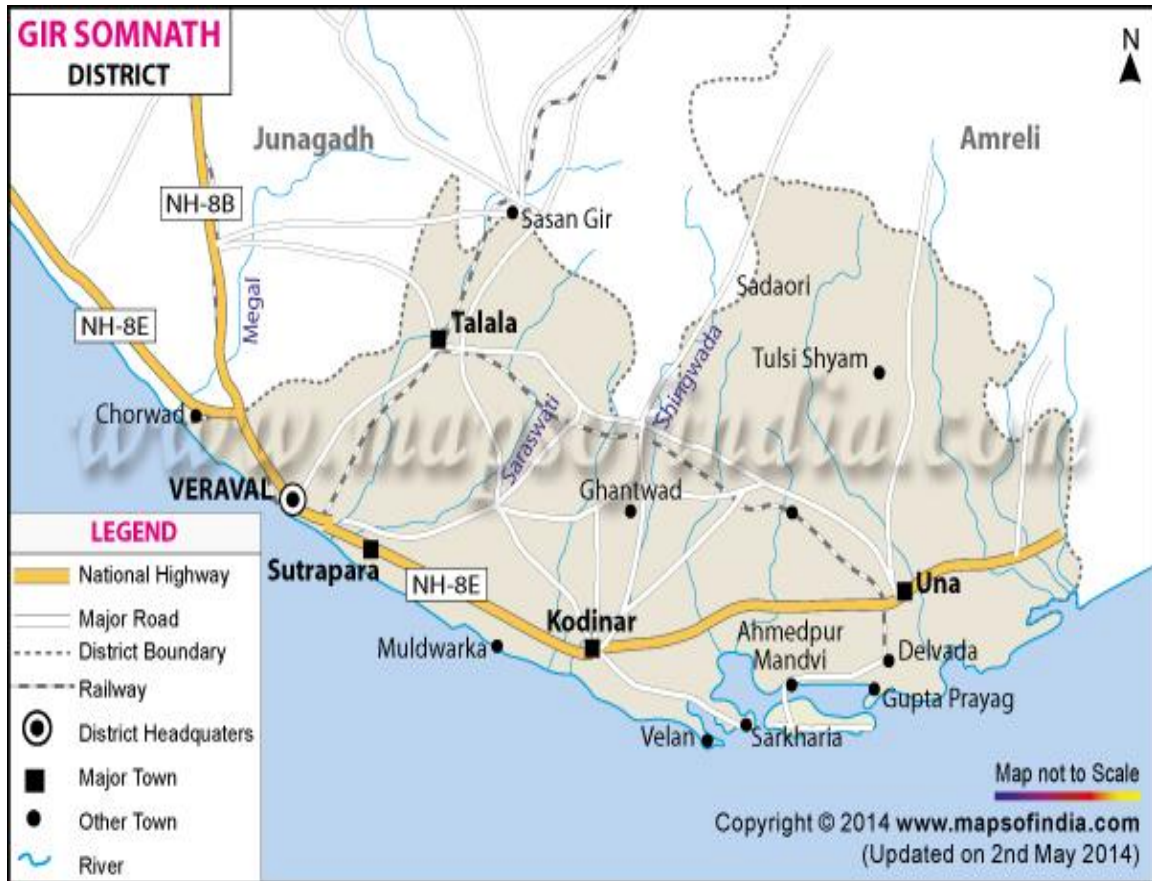 GIR SOMNATH
DISTRICT
N
Junagadh
Amreli
NH-8B
Sasan Gir
Megal
Sadaori
NH-8E
Talala
Shingwada
Tulsi Shyam
Chorwad
www.mapsofindia.com
Saraswati
VERAVAL
Ghantwad
LEGEND
National Highway
Major Road
District Boundary
Railway
District Headquaters
Major Town
Other Town
River
Sutrapara
NH-8E
Una
Kodinar
Muldwarka
Ahmedpur
Mandvi
Delvada
Gupta Prayag
Velan
Sarkharia
Map not to Scale
Copyright © 2014 www.mapsofindia.com
(Updated on 2nd May 2014)